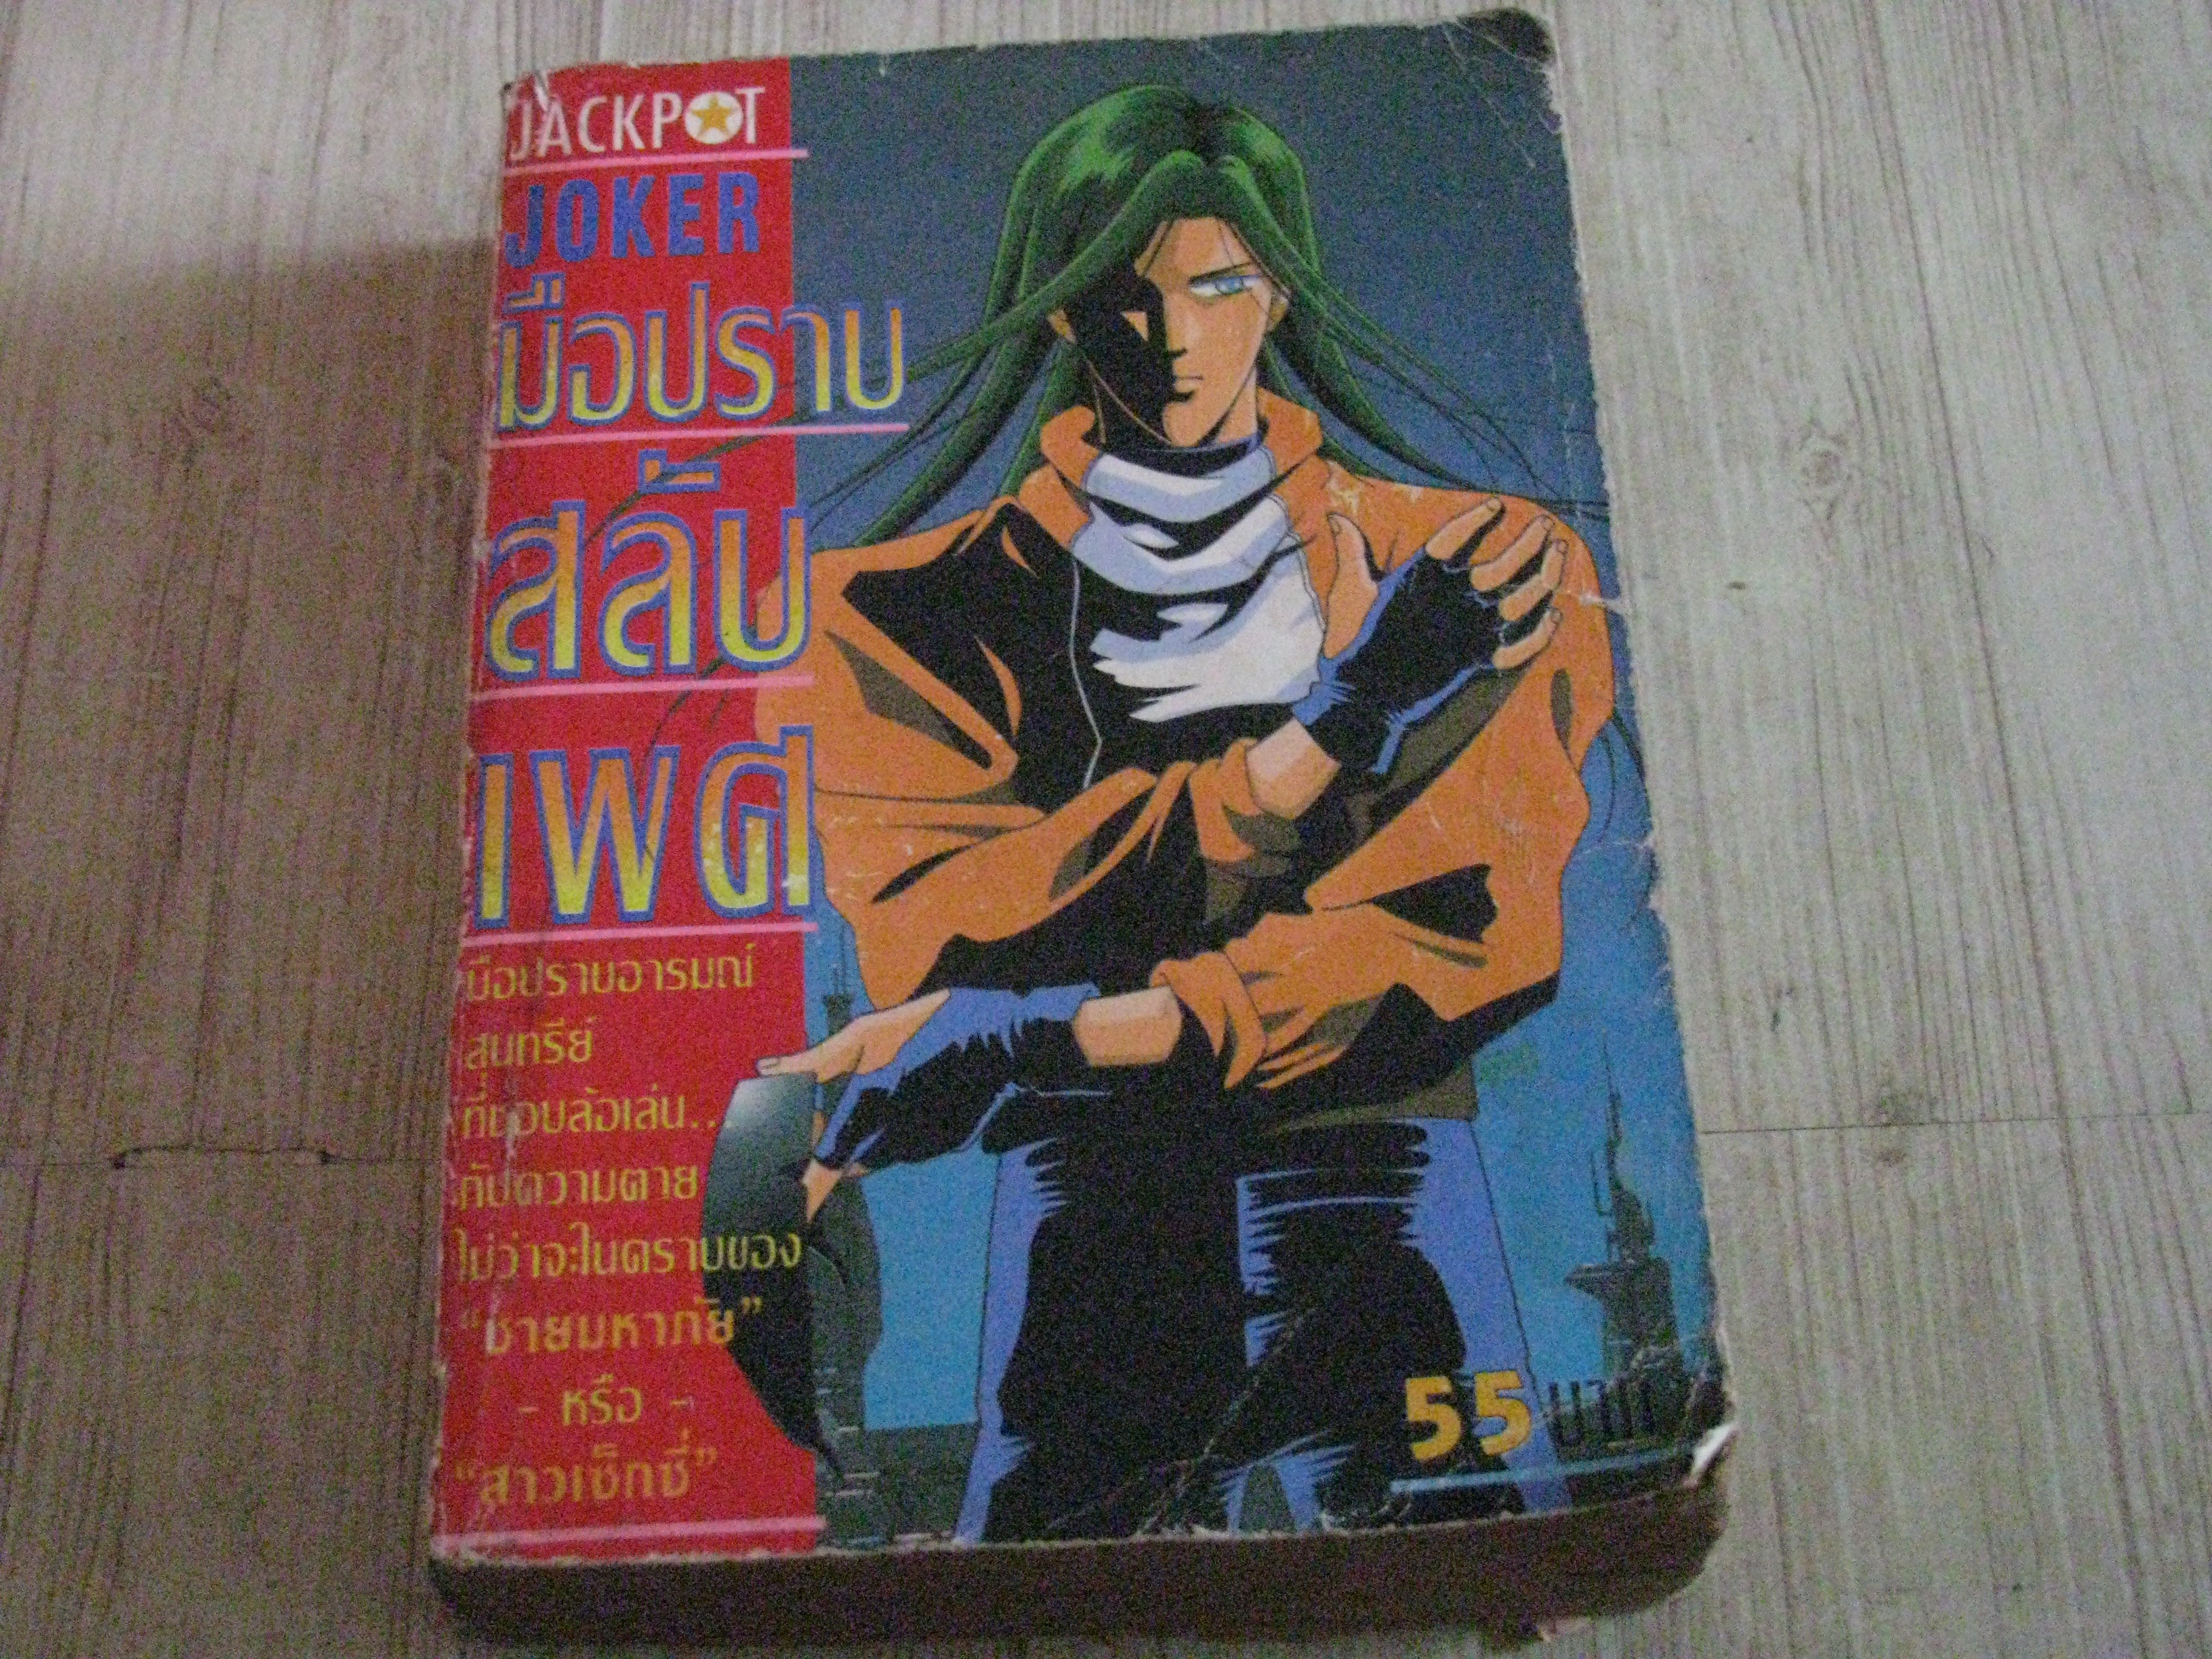 JACKPOT
JOKER
มือปราบ
สลับ
เพศ
มือปราบอารมณ์
สุนทรีย์
ที่ชอบล้อเล่น...
กับความตาย
ไม่ว่าจะในคราบของ
“ชายมหาภัย”
- หรือ -
“สาวเซ็กซี่”
55 บาท